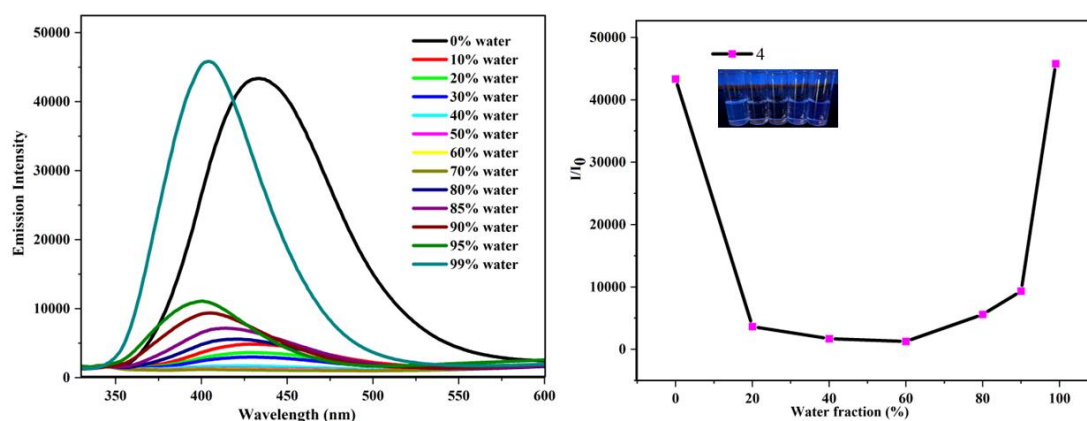 50000
40000
30000
20000
10000
0
Emission Intensity
350
400
450
500
550
600
Wavelength (nm)
0% water
10% water
20% water
30% water
40% water
50% water
60% water
70% water
80% water
85% water
90% water
95% water
99% water
50000
40000
30000
20000
10000
0
I/I0
0
20
40
60
80
100
Water fraction (%)
4